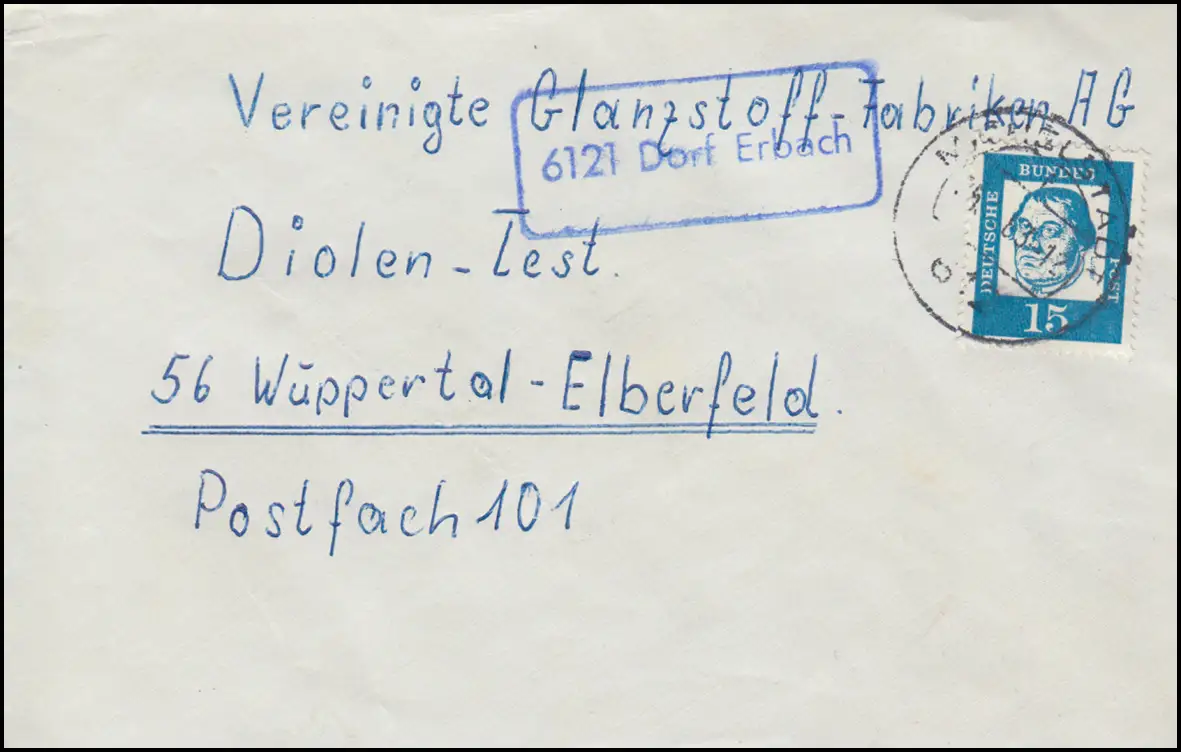 Vereinigte Glanzstoff-Fabriken AG
6121 Dorf Erbach
Diolen-Test.
56 Wuppertal-Elberfeld.
Postfach 101
DEUTSCHE BUNDESPOST
15